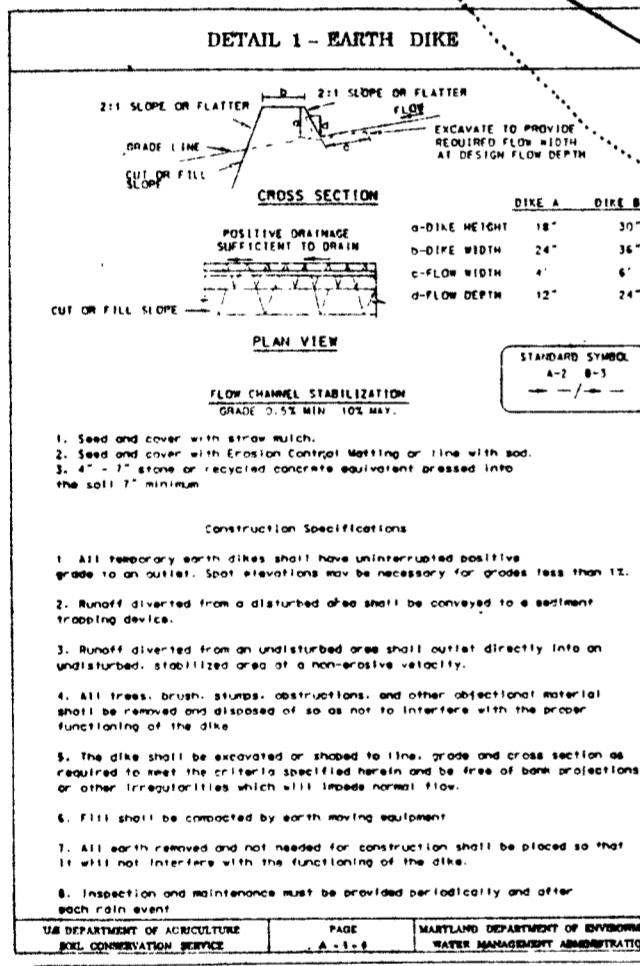 DETAIL 1 - EARTH DIKE
b
2:1 SLOPE OR FLATTER
2:1 SLOPE OR FLATTER
FLOW
GRADE LINE
a
d
c
EXCAVATE TO PROVIDE
REQUIRED FLOW WIDTH
AT DESIGN FLOW DEPTH
CUT OR FILL
SLOPE
CROSS SECTION
DIKE A DIKE B
a-DIKE HEIGHT 18" 30"
b-DIKE WIDTH 24" 36"
c-FLOW WIDTH 4' 6'
d-FLOW DEPTH 12" 24"
POSITIVE DRAINAGE
SUFFICIENT TO DRAIN
CUT OR FILL SLOPE
PLAN VIEW
STANDARD SYMBOL
A-2 B-3
/
FLOW CHANNEL STABILIZATION
GRADE 0.5% MIN 10% MAX.
1. Seed and cover with straw mulch.
2. Seed and cover with Erosion Control Matting or line with sod.
3. 4" - 7" stone or recycled concrete equivalent pressed into
the soil 7" minimum
Construction Specifications
1 All temporary earth dikes shall have uninterrupted positive
grade to an outlet. Spot elevations may be necessary for grades less than 1%.
2. Runoff diverted from a disturbed area shall be conveyed to a sediment
trapping device.
3. Runoff diverted from an undisturbed area shall outlet directly into an
undisturbed, stabilized area at a non-erosive velocity.
4. All trees, brush, stumps, obstructions, and other objectional material
shall be removed and disposed of so as not to interfere with the proper
functioning of the dike
5. The dike shall be excavated or shaped to line, grade and cross section as
required to meet the criteria specified herein and be free of bank projections
or other irregularities which will impede normal flow.
6. Fill shall be compacted by earth moving equipment
7. All earth removed and not needed for construction shall be placed so that
it will not interfere with the functioning of the dike.
8. Inspection and maintenance must be provided periodically and after
each rain event
U.S DEPARTMENT OF AGRICULTURE
SOIL CONSERVATION SERVICE
PAGE
MARYLAND DEPARTMENT OF ENVIRONM
WATER MANAGEMENT ADMINISTRATIO